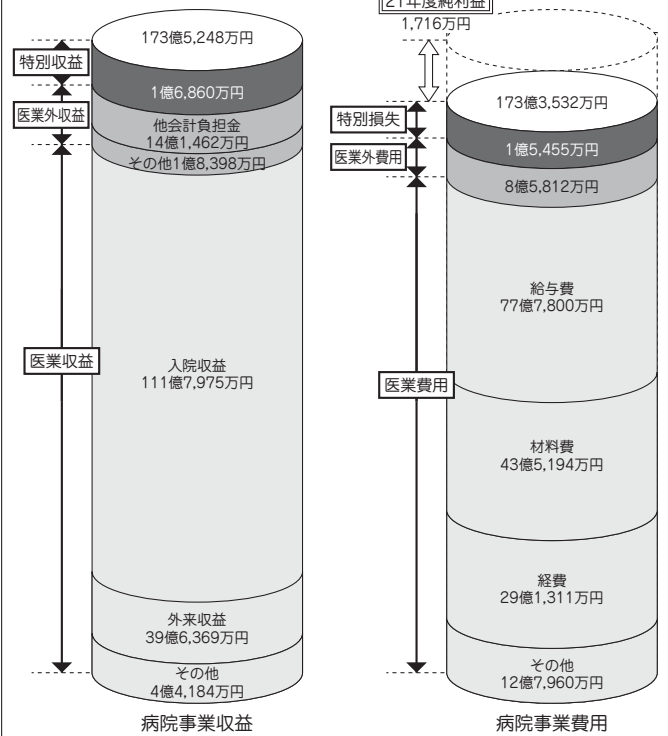 173億5,248万円
特別収益
1億6,860万円
医業外収益
他会計負担金
14億1,462万円
その他1億8,398万円
医業収益
入院収益
111億7,975万円
外来収益
39億6,369万円
その他
4億4,184万円
病院事業収益
21年度純利益
1,716万円
173億3,532万円
特別損失
1億5,455万円
医業外費用
8億5,812万円
給与費
77億7,800万円
医業費用
材料費
43億5,194万円
経費
29億1,311万円
その他
12億7,960万円
病院事業費用